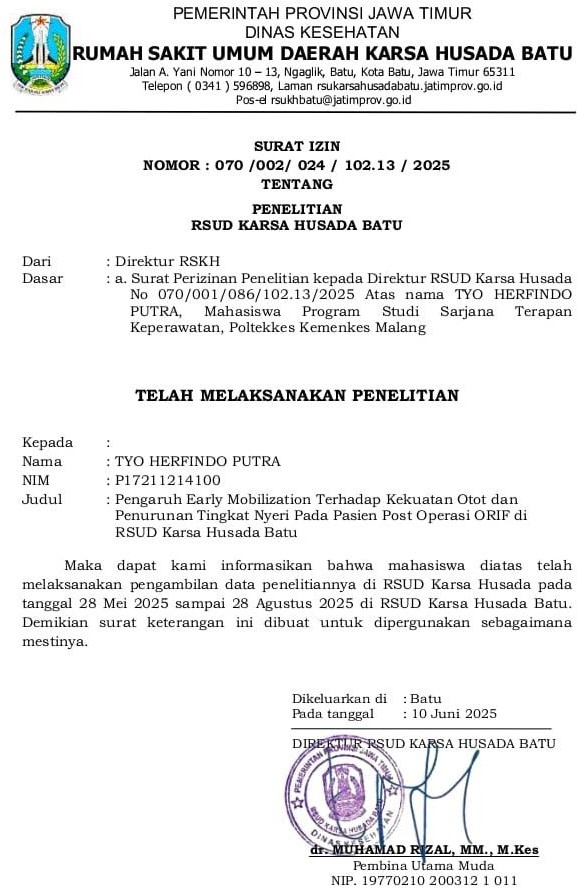 PEMERINTAH PROVINSI JAWA TIMUR
DINAS KESEHATAN
RUMAH SAKIT UMUM DAERAH KARSA HUSADA BATU
Jalan A. Yani Nomor 10 – 13, Ngaglik, Batu, Kota Batu, Jawa Timur 65311
Telepon ( 0341 ) 596898, Laman rsukarsahusadabatu.jatimprov.go.id
Pos-el rsukhbatu@jatimprov.go.id
SURAT IZIN
NOMOR : 070 /002/ 024 / 102.13 / 2025
TENTANG
PENELITIAN
RSUD KARSA HUSADA BATU
Dari : Direktur RSKH
Dasar : a. Surat Perizinan Penelitian kepada Direktur RSUD Karsa Husada
No 070/001/086/102.13/2025 Atas nama TYO HERFINDO
PUTRA, Mahasiswa Program Studi Sarjana Terapan
Keperawatan, Poltekkes Kemenkes Malang
TELAH MELAKSANAKAN PENELITIAN
Kepada :
Nama : TYO HERFINDO PUTRA
NIM : P17211214100
Judul : Pengaruh Early Mobilization Terhadap Kekuatan Otot dan
Penurunan Tingkat Nyeri Pada Pasien Post Operasi ORIF di
RSUD Karsa Husada Batu
Maka dapat kami informasikan bahwa mahasiswa diatas telah
melaksanakan pengambilan data penelitiannya di RSUD Karsa Husada pada
tanggal 28 Mei 2025 sampai 28 Agustus 2025 di RSUD Karsa Husada Batu.
Demikian surat keterangan ini dibuat untuk dipergunakan sebagaimana
mestinya.
Dikeluarkan di : Batu
Pada tanggal : 10 Juni 2025
DIREKTUR RSUD KARSA HUSADA BATU
PEMERINTAH PROVINSI JAWA TIMUR
RSUD KARSA HUSADA BATU
DINAS KESEHATAN
dr. MUHAMAD RIZAL, MM., M.Kes
Pembina Utama Muda
NIP. 19770210 200312 1 011